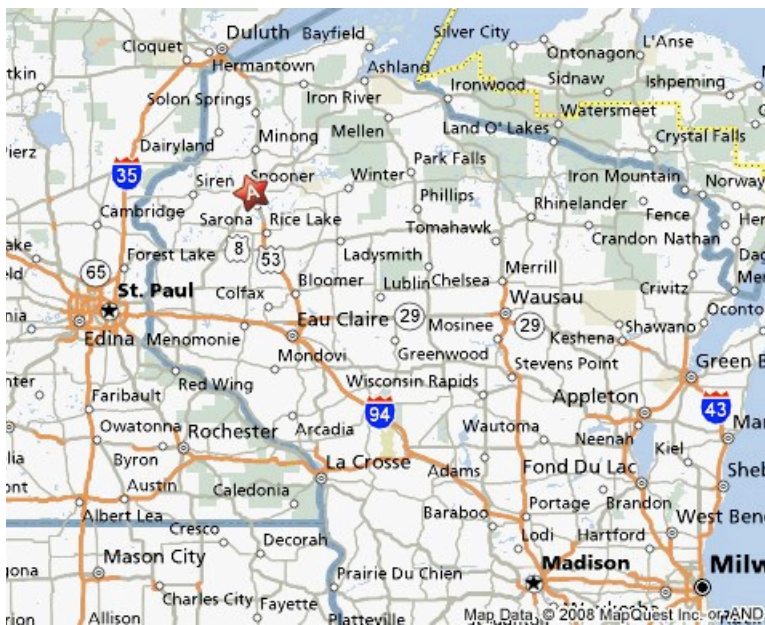 Duluth
Bayfield
Silver City
L'Anse
Cloquet
Ontonagon
Hermantown
Ashland
Sidnaw
Ishpeming
Solon Springs
Iron River
Ironwood
Watersmeet
Dairyland
Minong
Mellen
Land O' Lakes
Crystal Falls
Pierz
35
Siren
Spooner
Winter
Park Falls
Iron Mountain
Norway
A
Phillips
Cambridge
Sarona
Rice Lake
Rhinelander
Fence
8
Tomahawk
Crandon
Nathan
Forest Lake
53
Ladysmith
65
Bloomer
Lublin
Chelsea
Merrill
Crivitz
St. Paul
Colfax
Wausau
29
Oconto
Eau Claire
Mosinee
29
Shawano
Edina
Menomonie
Keshena
Mondovi
Greenwood
Stevens Point
Green B
Red Wing
Wisconsin Rapids
Faribault
94
Appleton
43
Owatonna
Rochester
Arcadia
Wautoma
Neenah
Byron
Kiel
La Crosse
Adams
Fond Du Lac
Austin
Caledonia
Portage
Brandon
Albert Lea
Baraboo
West Ben
Cresco
Lodi
Hartford
Decorah
Mason City
Madison
Milw
Prairie Du Chien
Charles City
Allison
Fayette
Platteville
Map Data © 2008 MapQuest Inc. or AND